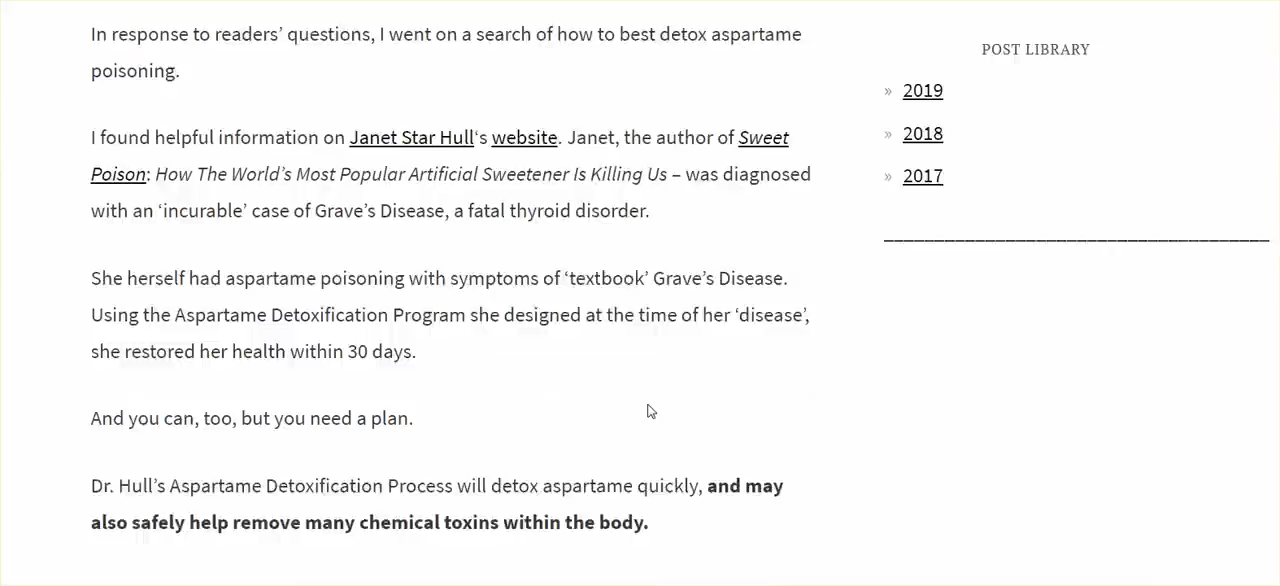 In response to readers’ questions, I went on a search of how to best detox aspartame
poisoning.
I found helpful information on Janet Star Hull‘s website. Janet, the author of Sweet
Poison: How The World’s Most Popular Artificial Sweetener Is Killing Us – was diagnosed
with an ‘incurable’ case of Grave’s Disease, a fatal thyroid disorder.
She herself had aspartame poisoning with symptoms of ‘textbook’ Grave’s Disease.
Using the Aspartame Detoxification Program she designed at the time of her ‘disease’,
she restored her health within 30 days.
And you can, too, but you need a plan.
Dr. Hull’s Aspartame Detoxification Process will detox aspartame quickly, and may
also safely help remove many chemical toxins within the body.
POST LIBRARY
» 2019
» 2018
» 2017